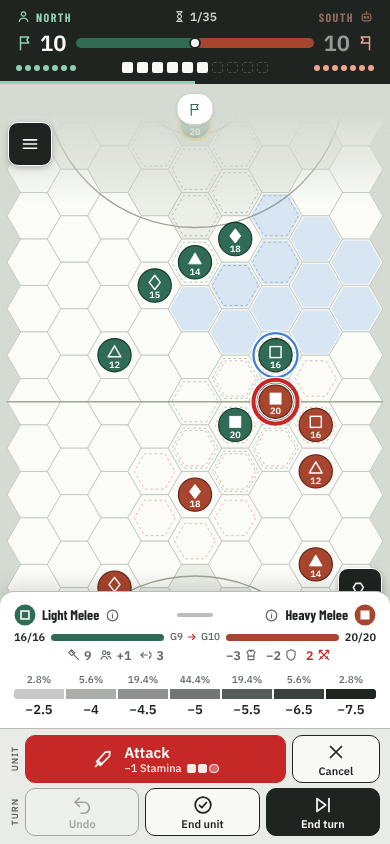 NORTH
1/35
SOUTH
10
10
20
18
14
15
12
16
20
20
16
12
18
14
Light Melee
Heavy Melee
16/16
G9 → G10
20/20
9 +1 3
−3 −2 2
2.8% 5.6% 19.4% 44.4% 19.4% 5.6% 2.8%
−2.5 −4 −4.5 −5 −5.5 −6.5 −7.5
UNIT
Attack
−1 Stamina
Cancel
TURN
Undo
End unit
End turn